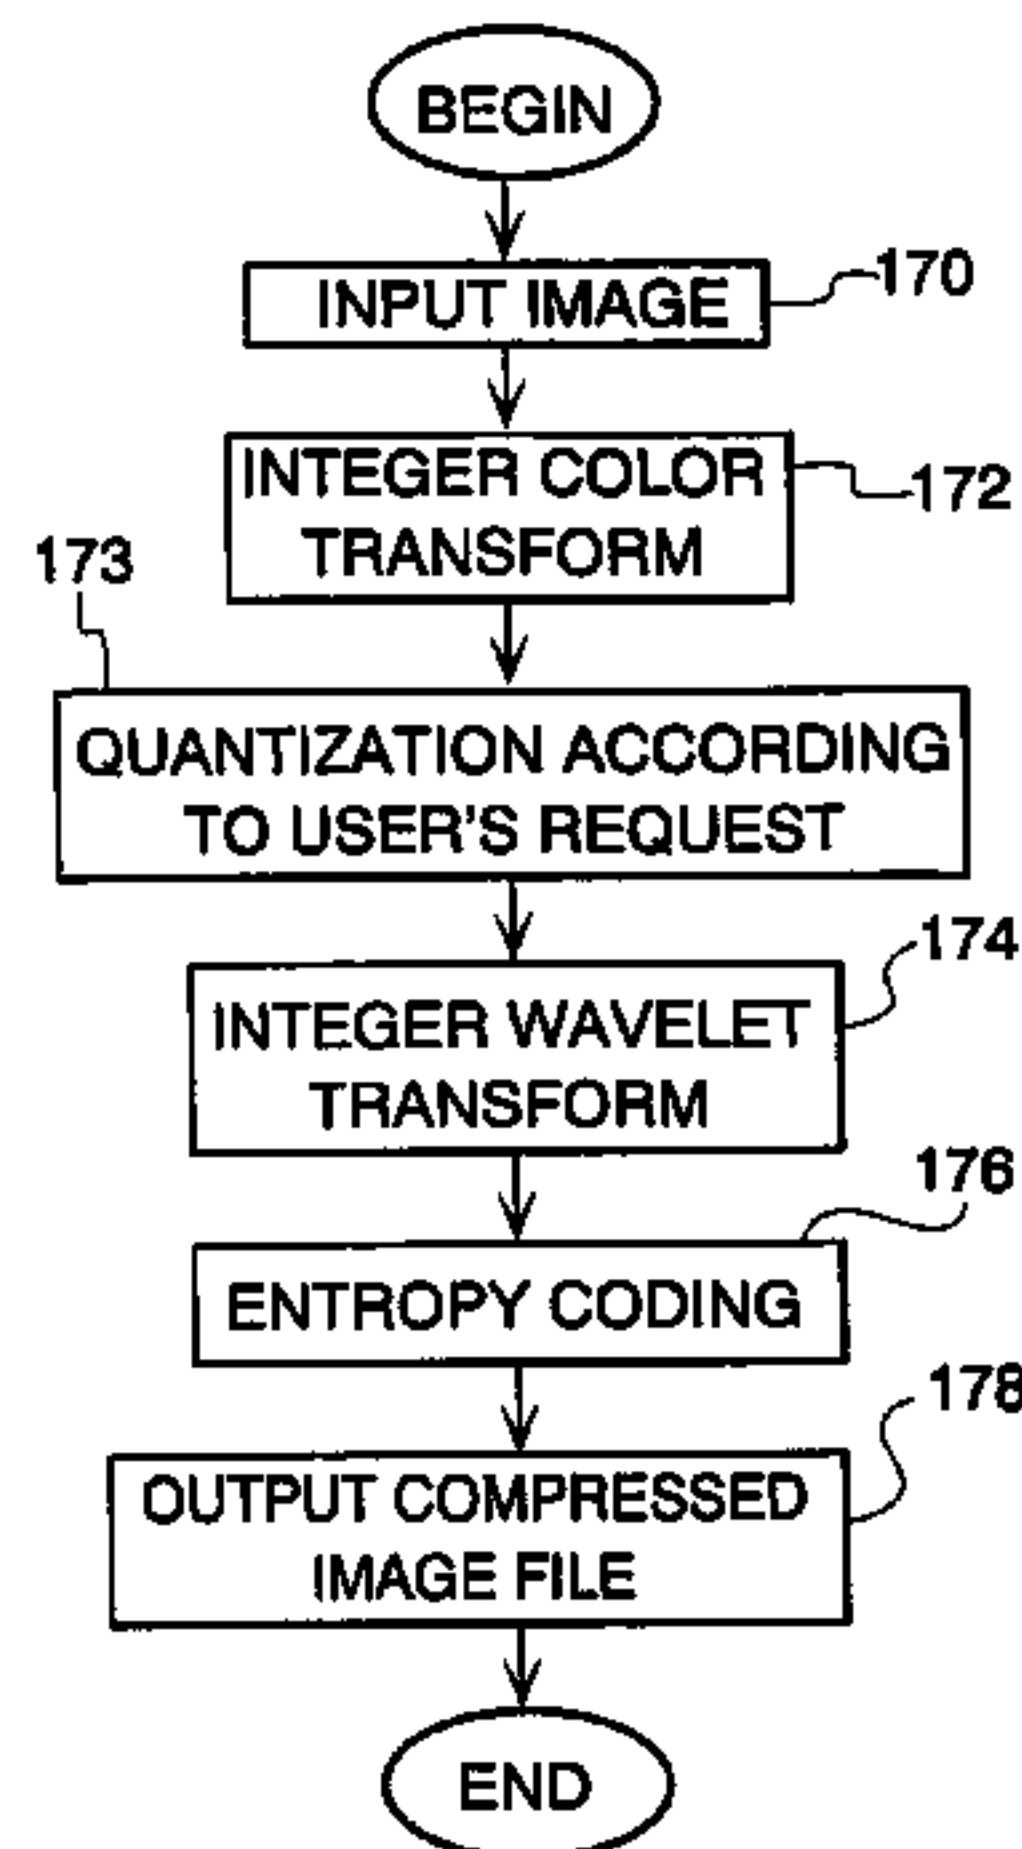 BEGIN
INPUT IMAGE
170
INTEGER COLOR
TRANSFORM
172
173
QUANTIZATION ACCORDING
TO USER'S REQUEST
174
INTEGER WAVELET
TRANSFORM
176
ENTROPY CODING
178
OUTPUT COMPRESSED
IMAGE FILE
END